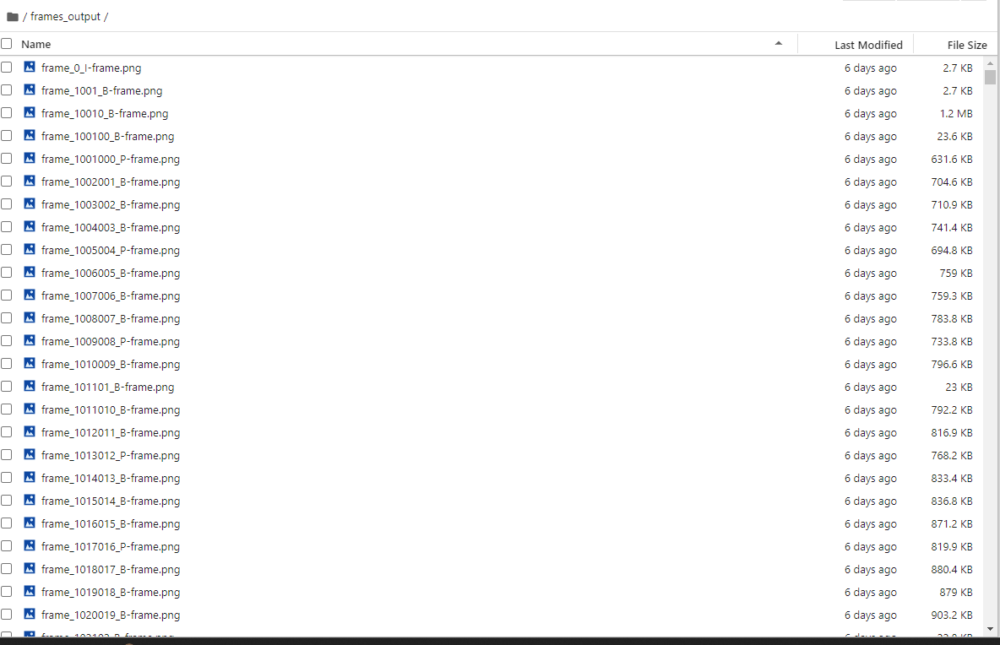 / frames_output /
Name Last Modified File Size
frame_0_I-frame.png 6 days ago 2.7 KB
frame_1001_B-frame.png 6 days ago 2.7 KB
frame_10010_B-frame.png 6 days ago 1.2 MB
frame_100100_B-frame.png 6 days ago 23.6 KB
frame_1001000_P-frame.png 6 days ago 631.6 KB
frame_1002001_B-frame.png 6 days ago 704.6 KB
frame_1003002_B-frame.png 6 days ago 710.9 KB
frame_1004003_B-frame.png 6 days ago 741.4 KB
frame_1005004_P-frame.png 6 days ago 694.8 KB
frame_1006005_B-frame.png 6 days ago 759 KB
frame_1007006_B-frame.png 6 days ago 759.3 KB
frame_1008007_B-frame.png 6 days ago 783.8 KB
frame_1009008_P-frame.png 6 days ago 733.8 KB
frame_1010009_B-frame.png 6 days ago 796.6 KB
frame_101101_B-frame.png 6 days ago 23 KB
frame_1011010_B-frame.png 6 days ago 792.2 KB
frame_1012011_B-frame.png 6 days ago 816.9 KB
frame_1013012_P-frame.png 6 days ago 768.2 KB
frame_1014013_B-frame.png 6 days ago 833.4 KB
frame_1015014_B-frame.png 6 days ago 836.8 KB
frame_1016015_B-frame.png 6 days ago 871.2 KB
frame_1017016_P-frame.png 6 days ago 819.9 KB
frame_1018017_B-frame.png 6 days ago 880.4 KB
frame_1019018_B-frame.png 6 days ago 879 KB
frame_1020019_B-frame.png 6 days ago 903.2 KB